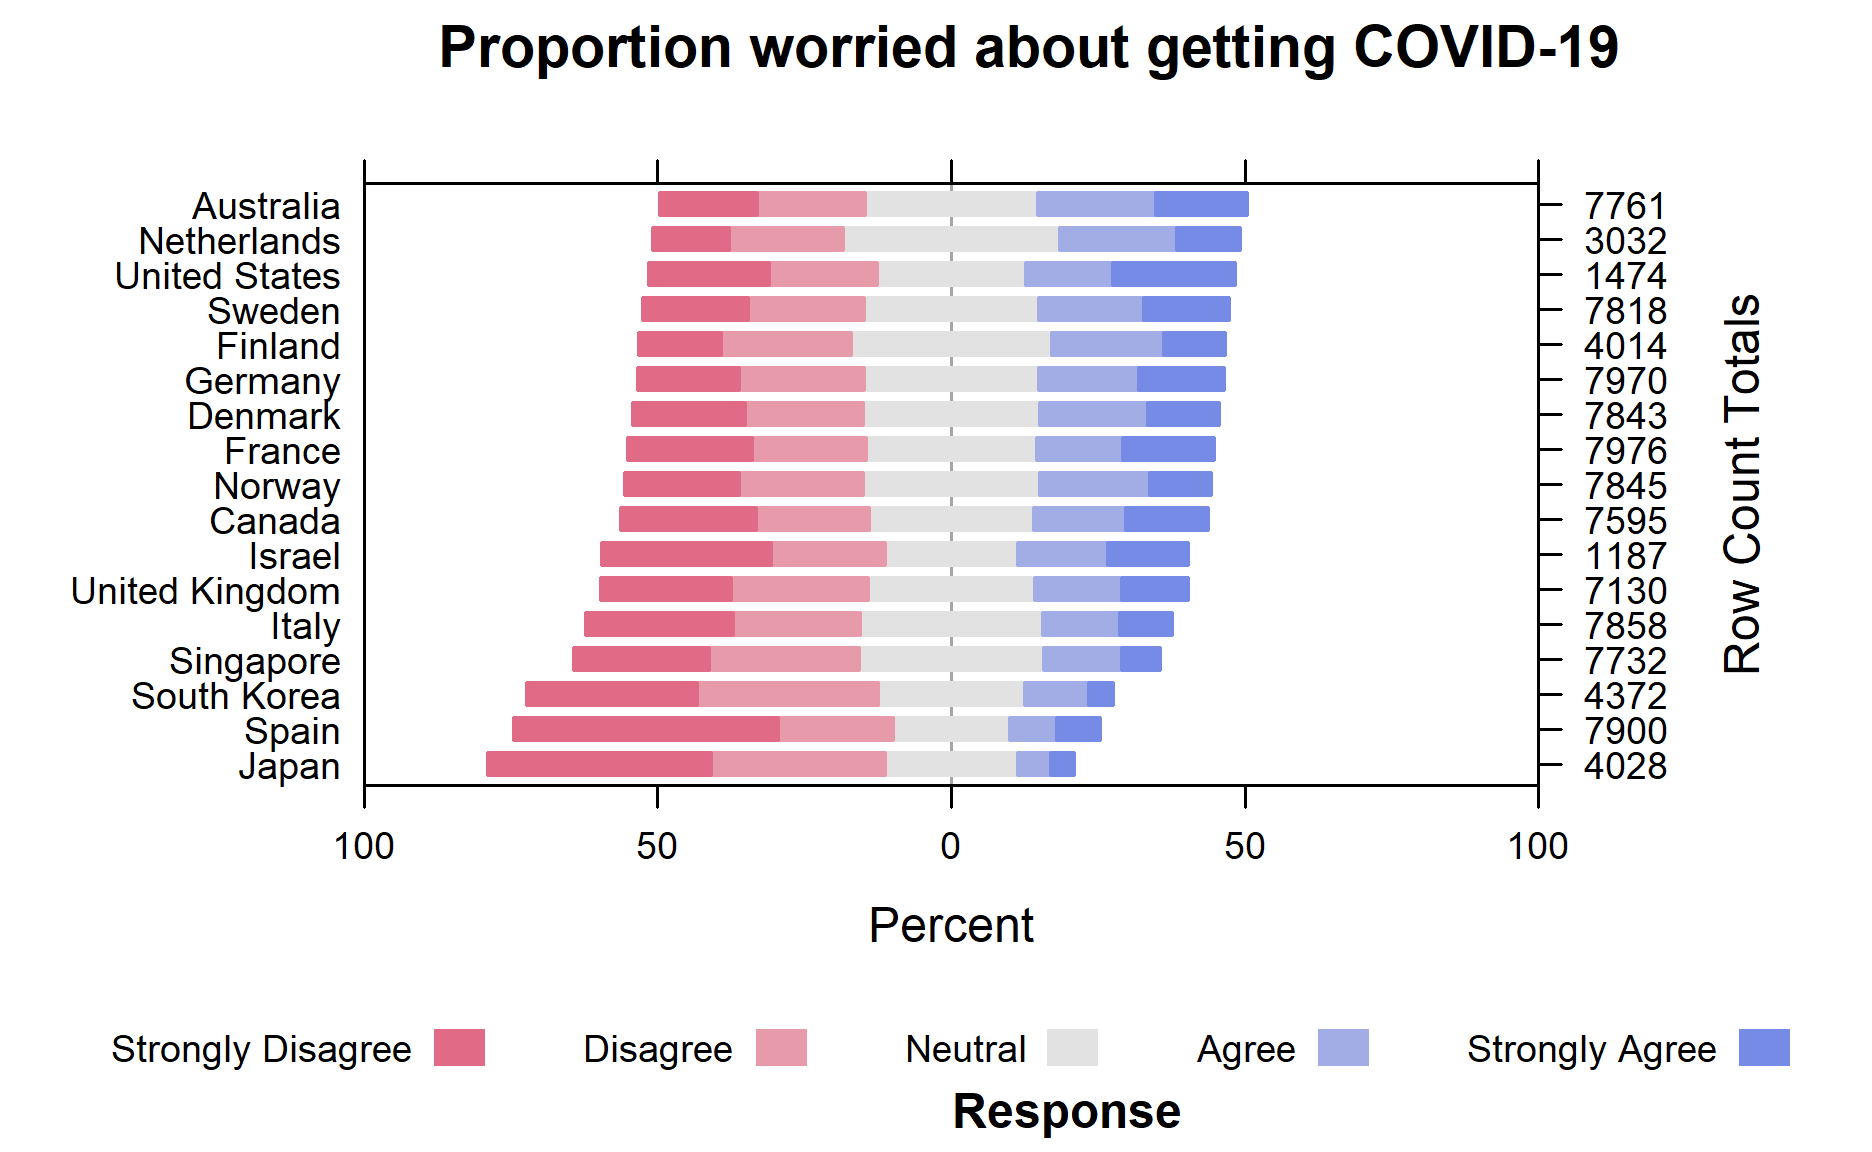 Proportion worried about getting COVID-19
Australia 7761
Netherlands 3032
United States 1474
Sweden 7818
Finland 4014
Germany 7970
Denmark 7843
France 7976
Norway 7845
Canada 7595
Israel 1187
United Kingdom 7130
Italy 7858
Singapore 7732
South Korea 4372
Spain 7900
Japan 4028
Row Count Totals
100 50 0 50 100
Percent
Strongly Disagree Disagree Neutral Agree Strongly Agree
Response